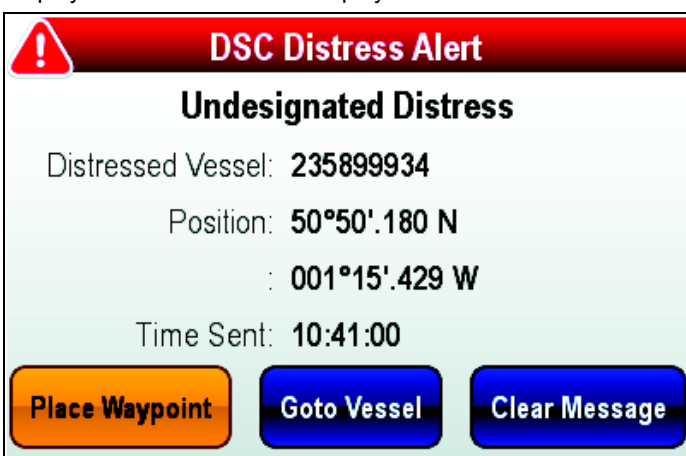 DSC Distress Alert
Undesignated Distress
Distressed Vessel: 235899934
Position: 50°50'.180 N
: 001°15'.429 W
Time Sent: 10:41:00
Place Waypoint Goto Vessel Clear Message